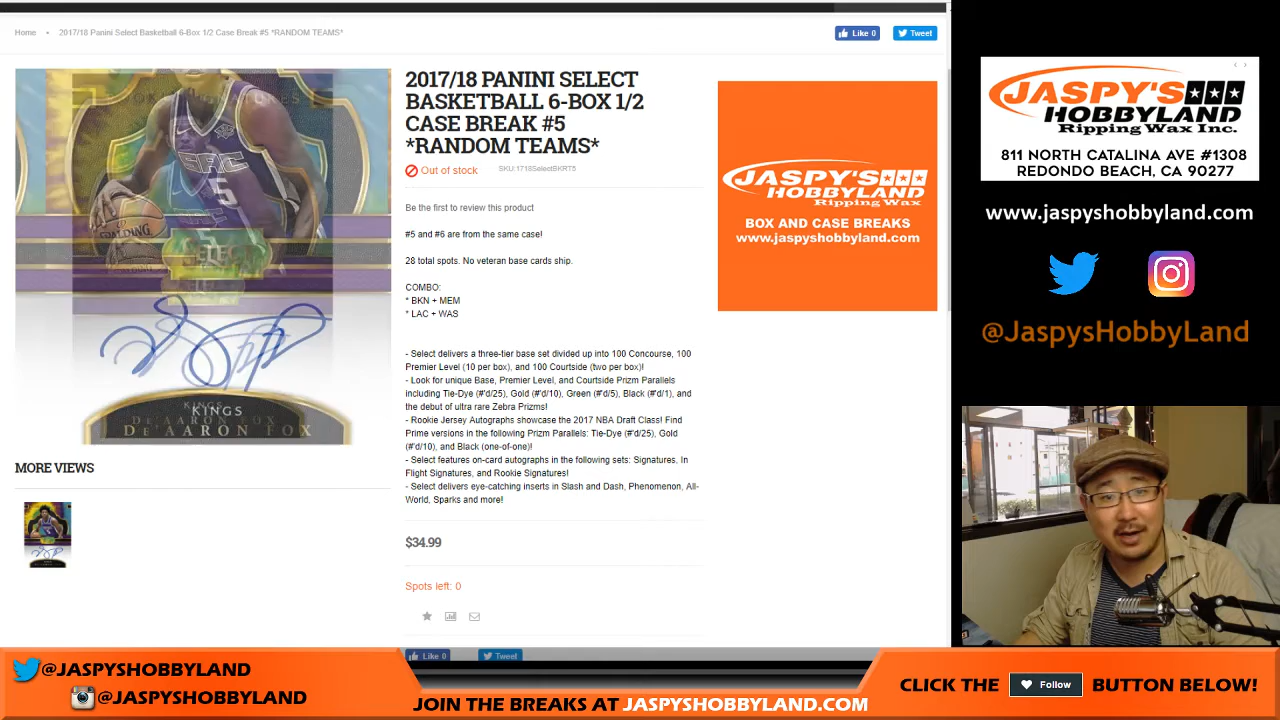 Home • 2017/18 Panini Select Basketball 6-Box 1/2 Case Break #5 *RANDOM TEAMS*
Like 0
Tweet
SAC
5
SPALDING
SELECT
KINGS
DE'AARON FOX
MORE VIEWS
2017/18 PANINI SELECT
BASKETBALL 6-BOX 1/2
CASE BREAK #5
*RANDOM TEAMS*
Out of stock
SKU:1718SelectBKRT5
Be the first to review this product
#5 and #6 are from the same case!
28 total spots. No veteran base cards ship.
COMBO:
* BKN + MEM
* LAC + WAS
- Select delivers a three-tier base set divided up into 100 Concourse, 100
Premier Level (10 per box), and 100 Courtside (two per box)!
- Look for unique Base, Premier Level, and Courtside Prizm Parallels
including Tie-Dye (#'d/25), Gold (#'d/10), Green (#'d/5), Black (#'d/1), and
the debut of ultra rare Zebra Prizms!
- Rookie Jersey Autographs showcase the 2017 NBA Draft Class! Find
Prime versions in the following Prizm Parallels: Tie-Dye (#'d/25), Gold
(#'d/10), and Black (one-of-one)!
- Select features on-card autographs in the following sets: Signatures, In
Flight Signatures, and Rookie Signatures!
- Select delivers eye-catching inserts in Slash and Dash, Phenomenon, All-
World, Sparks and more!
$34.99
Spots left: 0
Like 0
Tweet
JASPY'S
HOBBYLAND
Ripping Wax
BOX AND CASE BREAKS
www.jaspyshobbyland.com
JASPY'S
HOBBYLAND
Ripping Wax Inc.
811 NORTH CATALINA AVE #1308
REDONDO BEACH, CA 90277
www.jaspyshobbyland.com
@JaspysHobbyLand
@JASPYSHOBBYLAND
@JASPYSHOBBYLAND
JOIN THE BREAKS AT JASPYSHOBBYLAND.COM
CLICK THE
Follow
BUTTON BELOW!